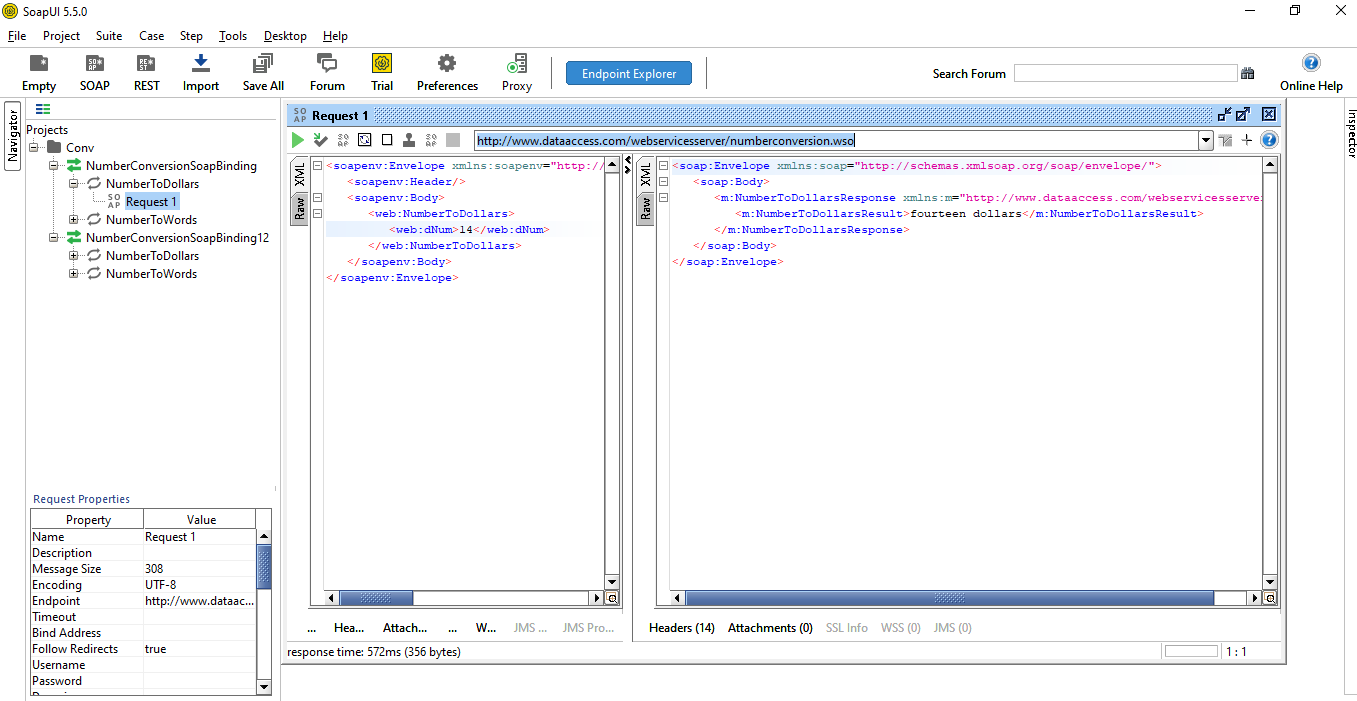 SoapUI 5.5.0
File Project Suite Case Step Tools Desktop Help
Empty SOAP REST Import Save All Forum Trial Preferences Proxy Endpoint Explorer Search Forum Online Help
Navigator
Projects
Conv
NumberConversionSoapBinding
NumberToDollars
Request 1
NumberToWords
NumberConversionSoapBinding12
NumberToDollars
NumberToWords
Request Properties
Property Value
Name Request 1
Description
Message Size 308
Encoding UTF-8
Endpoint http://www.dataac...
Timeout
Bind Address
Follow Redirects true
Username
Password
Request 1
http://www.dataaccess.com/webservicesserver/numberconversion.wso
XML
Raw
<soapenv:Envelope xmlns:soapenv="http://
<soapenv:Header/>
<soapenv:Body>
<web:NumberToDollars>
<web:dNum>14</web:dNum>
</web:NumberToDollars>
</soapenv:Body>
</soapenv:Envelope>
... Hea... Attach... ... W... JMS ... JMS Pro...
XML
Raw
<soap:Envelope xmlns:soap="http://schemas.xmlsoap.org/soap/envelope/">
<soap:Body>
<m:NumberToDollarsResponse xmlns:m="http://www.dataaccess.com/webservicesserve
<m:NumberToDollarsResult>fourteen dollars</m:NumberToDollarsResult>
</m:NumberToDollarsResponse>
</soap:Body>
</soap:Envelope>
Headers (14) Attachments (0) SSL Info WSS (0) JMS (0)
response time: 572ms (356 bytes)
1 : 1
Inspector